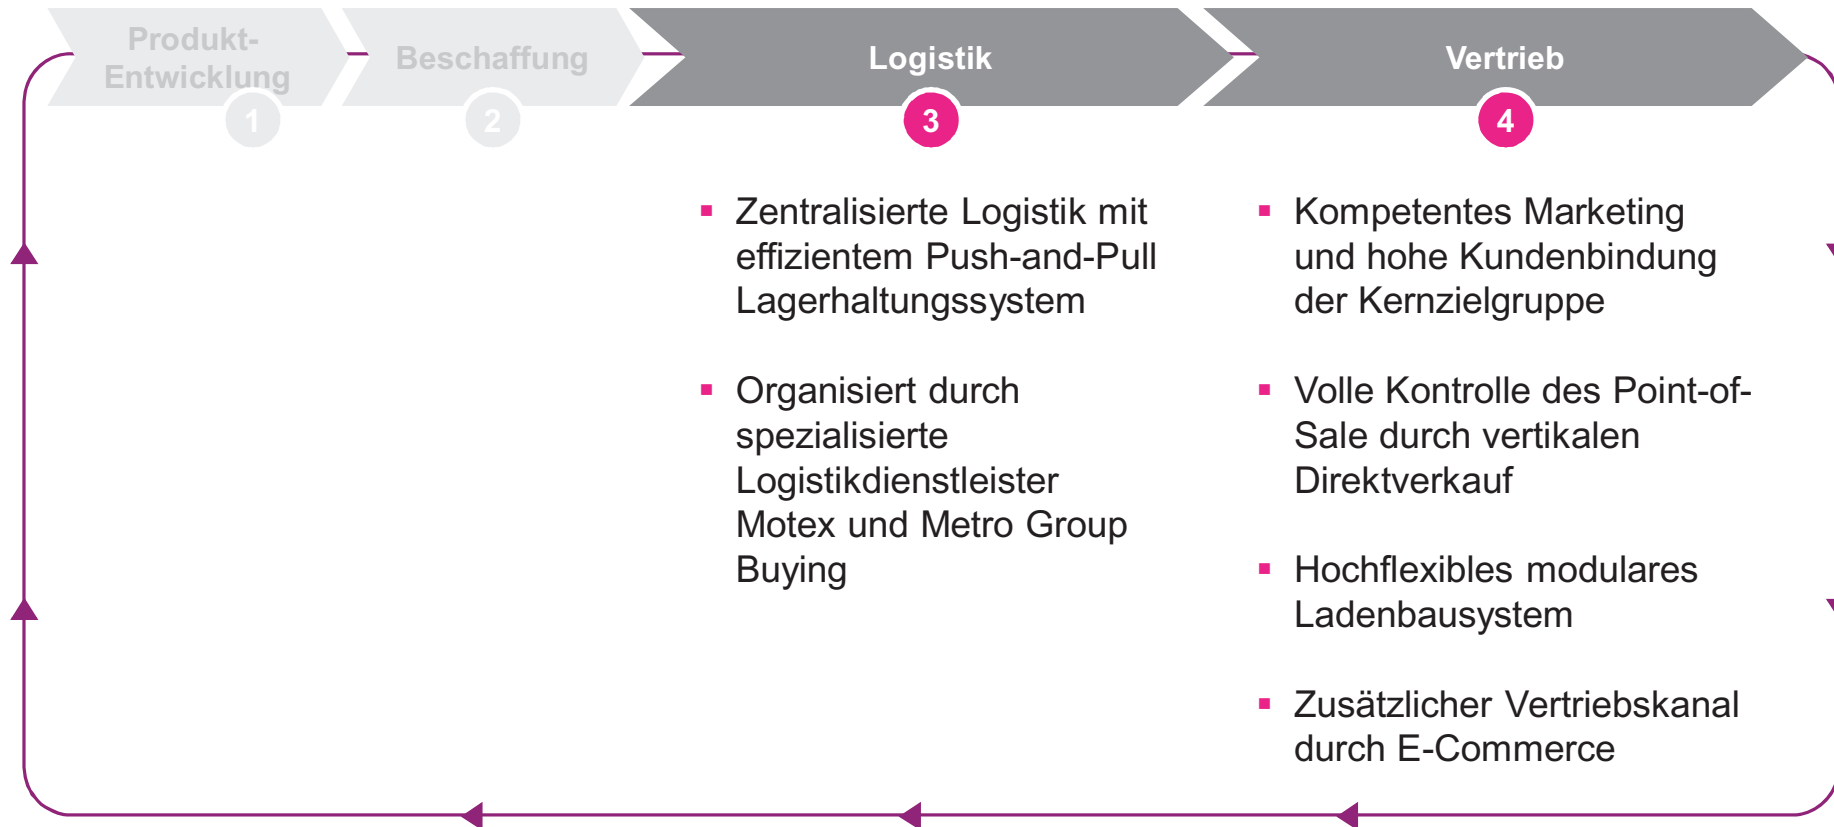 Produkt-
Entwicklung
1
Beschaffung
2
Logistik
3
Vertrieb
4
▪ Zentralisierte Logistik mit
effizientem Push-and-Pull
Lagerhaltungssystem
▪ Organisiert durch
spezialisierte
Logistikdienstleister
Motex und Metro Group
Buying
▪ Kompetentes Marketing
und hohe Kundenbindung
der Kernzielgruppe
▪ Volle Kontrolle des Point-of-
Sale durch vertikalen
Direktverkauf
▪ Hochflexibles modulares
Ladenbausystem
▪ Zusätzlicher Vertriebskanal
durch E-Commerce